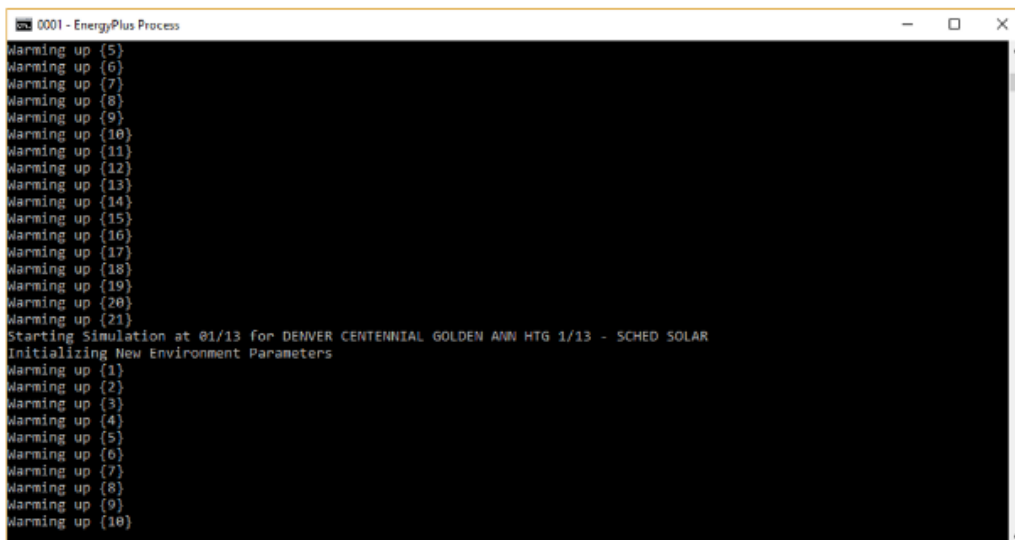 0001 - EnergyPlus Process
Warming up {5}
Warming up {6}
Warming up {7}
Warming up {8}
Warming up {9}
Warming up {10}
Warming up {11}
Warming up {12}
Warming up {13}
Warming up {14}
Warming up {15}
Warming up {16}
Warming up {17}
Warming up {18}
Warming up {19}
Warming up {20}
Warming up {21}
Starting Simulation at 01/13 for DENVER CENTENNIAL GOLDEN ANN HTG 1/13 - SCHED SOLAR
Initializing New Environment Parameters
Warming up {1}
Warming up {2}
Warming up {3}
Warming up {4}
Warming up {5}
Warming up {6}
Warming up {7}
Warming up {8}
Warming up {9}
Warming up {10}